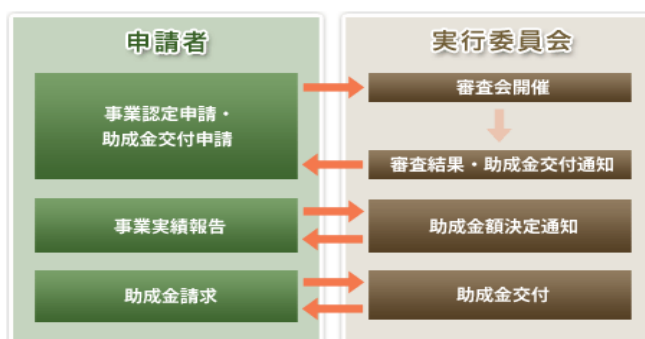 申請者
事業認定申請・
助成金交付申請
事業実績報告
助成金請求
実行委員会
審査会開催
審査結果・助成金交付通知
助成金額決定通知
助成金交付